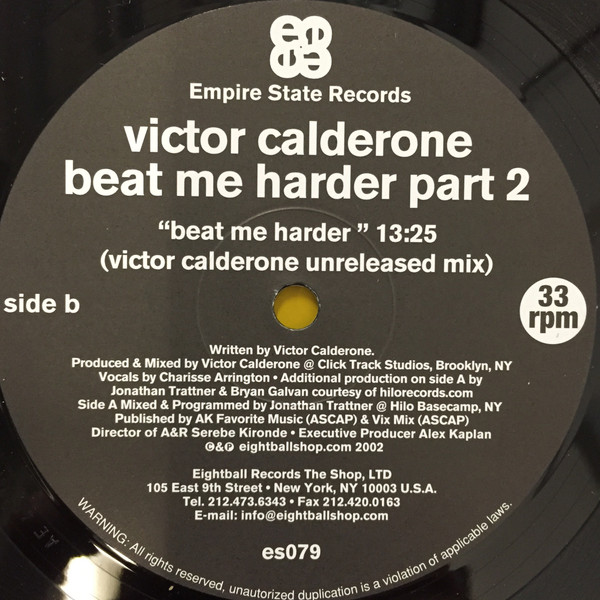 Empire State Records
victor calderone
beat me harder part 2
“beat me harder ” 13:25
(victor calderone unreleased mix)
side b
33
rpm
Written by Victor Calderone.
Produced & Mixed by Victor Calderone @ Click Track Studios, Brooklyn, NY
Vocals by Charisse Arrington • Additional production on side A by
Jonathan Trattner & Bryan Galvan courtesy of hilorecords.com
Side A Mixed & Programmed by Jonathan Trattner @ Hilo Basecamp, NY
Published by AK Favorite Music (ASCAP) & Vix Mix (ASCAP)
Director of A&R Serebe Kironde • Executive Producer Alex Kaplan
©&℗ eightballshop.com 2002
Eightball Records The Shop, LTD
105 East 9th Street • New York, NY 10003 U.S.A.
Tel. 212.473.6343 • Fax 212.420.0163
E-mail: info@eightballshop.com
es079
WARNING: All rights reserved, unautorized duplication is a violation of applicable laws.